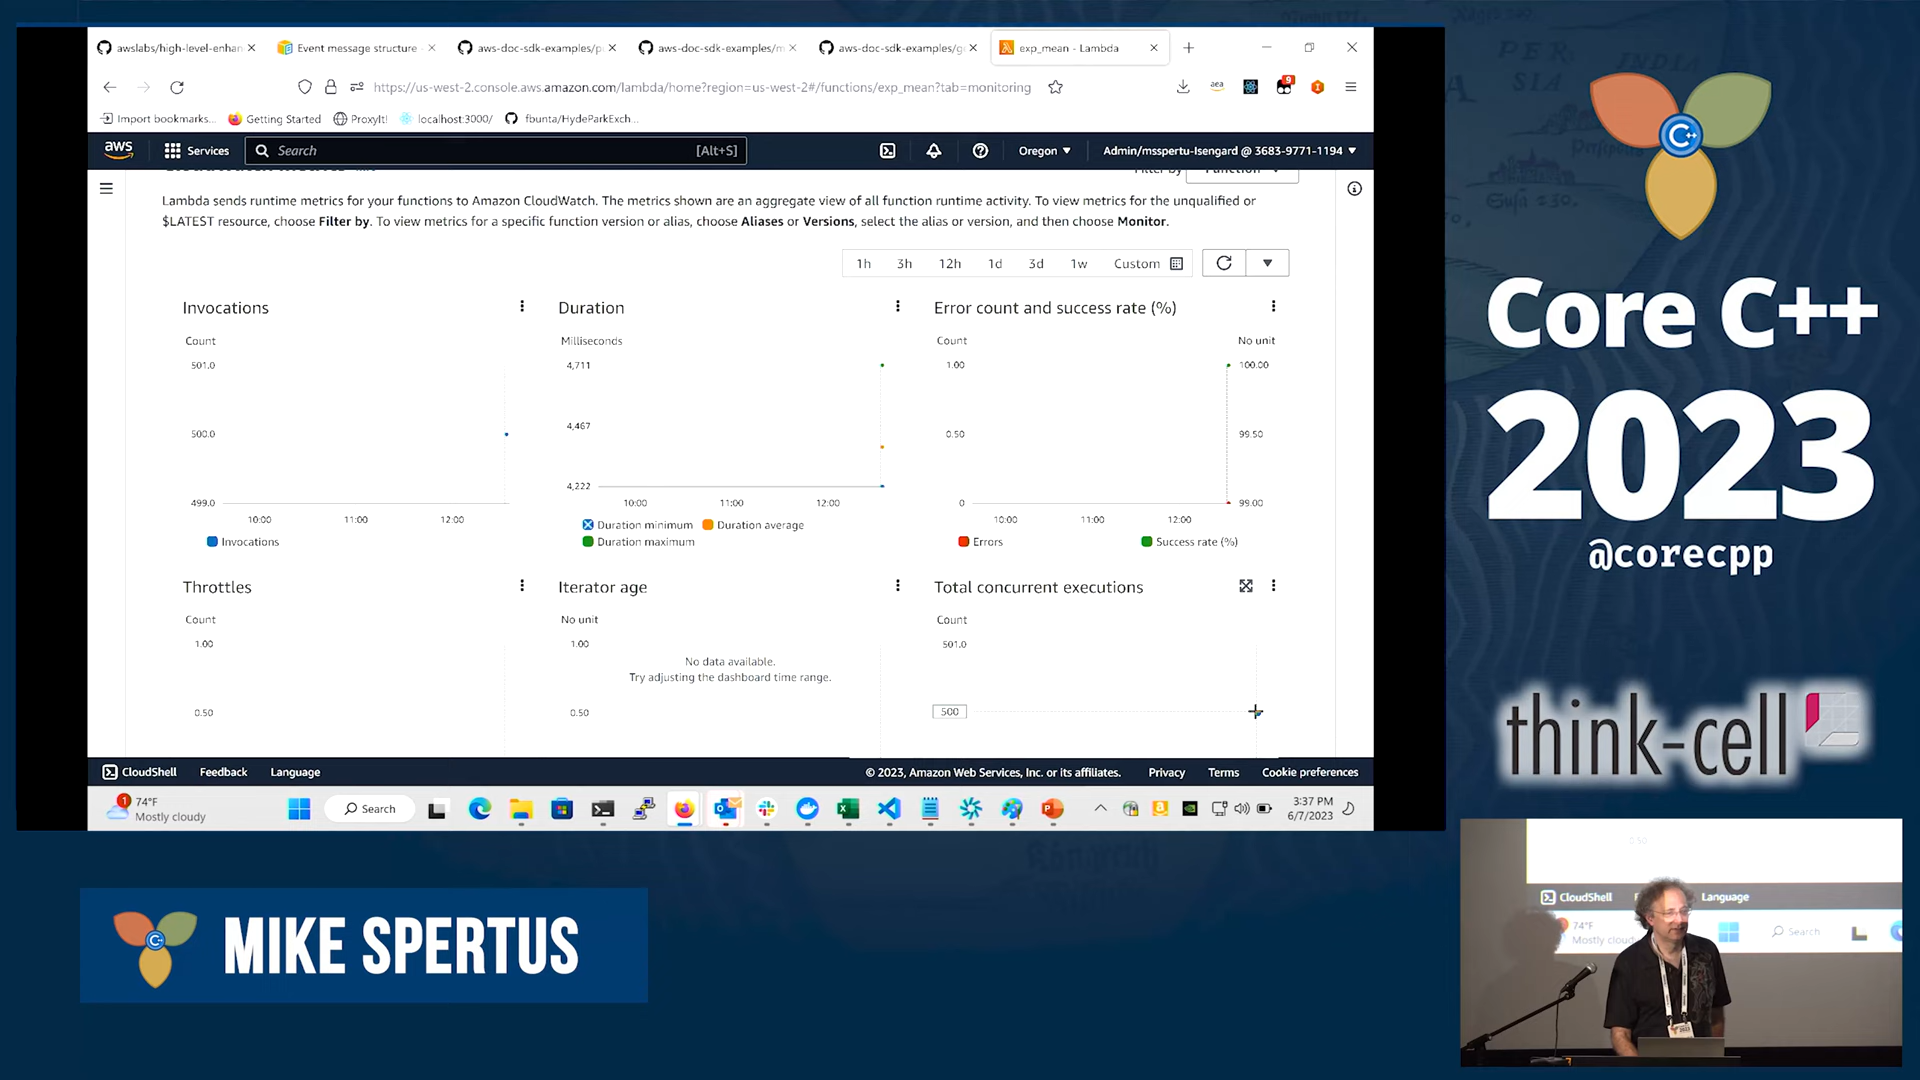 awslabs/high-level-enhan
Event message structure
aws-doc-sdk-examples/p
aws-doc-sdk-examples/m
aws-doc-sdk-examples/g
exp_mean - Lambda
https://us-west-2.console.aws.amazon.com/lambda/home?region=us-west-2#/functions/exp_mean?tab=monitoring
aea
9
Import bookmarks...
Getting Started
ProxyIt!
localhost:3000/
fbunta/HydeParkExch...
aws
Services
Search
[Alt+S]
Oregon
Admin/msspertu-Isengard @ 3683-9771-1194
Lambda sends runtime metrics for your functions to Amazon CloudWatch. The metrics shown are an aggregate view of all function runtime activity. To view metrics for the unqualified or
$LATEST resource, choose Filter by. To view metrics for a specific function version or alias, choose Aliases or Versions, select the alias or version, and then choose Monitor.
1h 3h 12h 1d 3d 1w Custom
Invocations
Count
501.0
500.0
499.0
10:00 11:00 12:00
Invocations
Duration
Milliseconds
4,711
4,467
4,222
10:00 11:00 12:00
Duration minimum
Duration average
Duration maximum
Error count and success rate (%)
Count
No unit
1.00
100.00
0.50
99.50
0
99.00
10:00 11:00 12:00
Errors
Success rate (%)
Throttles
Count
1.00
0.50
Iterator age
No unit
1.00
No data available.
Try adjusting the dashboard time range.
0.50
Total concurrent executions
Count
501.0
500
CloudShell
Feedback
Language
© 2023, Amazon Web Services, Inc. or its affiliates.
Privacy
Terms
Cookie preferences
1
74°F
Mostly cloudy
Search
3:37 PM
6/7/2023
C++
Core C++
2023
@corecpp
think-cell
C++
MIKE SPERTUS
0.50
CloudShell
Language
74°F
Mostly cloud
Search